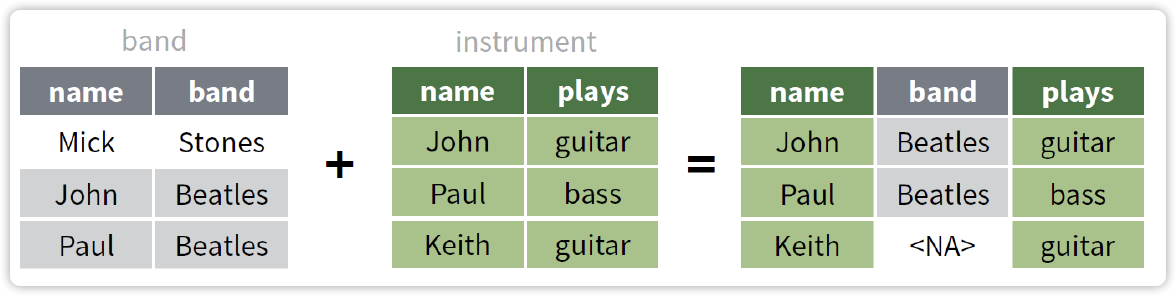 band instrument
name band name plays name band plays
Mick Stones John guitar John Beatles guitar
+ =
John Beatles Paul bass Paul Beatles bass
Paul Beatles Keith guitar Keith <NA> guitar